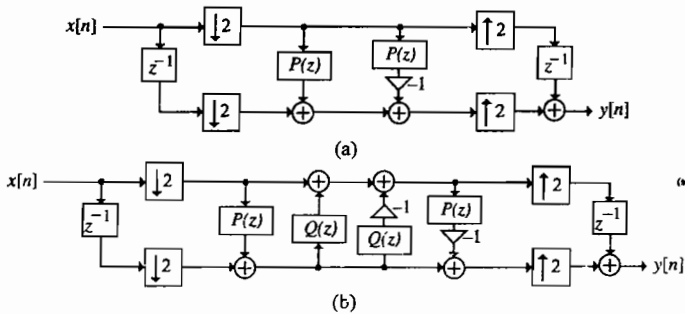 x[n] ↓2 ↑2
z⁻¹ P(z) P(z) z⁻¹
−1
↓2 + + ↑2 + y[n]
(a)
x[n] ↓2 + + ↑2
z⁻¹ P(z) Q(z) −1 Q(z) P(z) −1 z⁻¹
↓2 + + ↑2 + y[n]
(b)